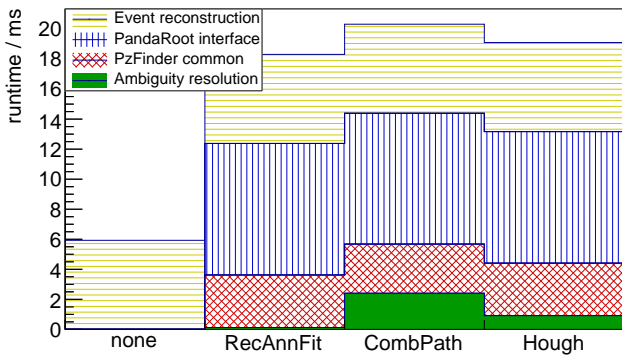 runtime / ms
20
18
16
14
12
10
8
6
4
2
0
Event reconstruction
PandaRoot interface
PzFinder common
Ambiguity resolution
none
RecAnnFit
CombPath
Hough